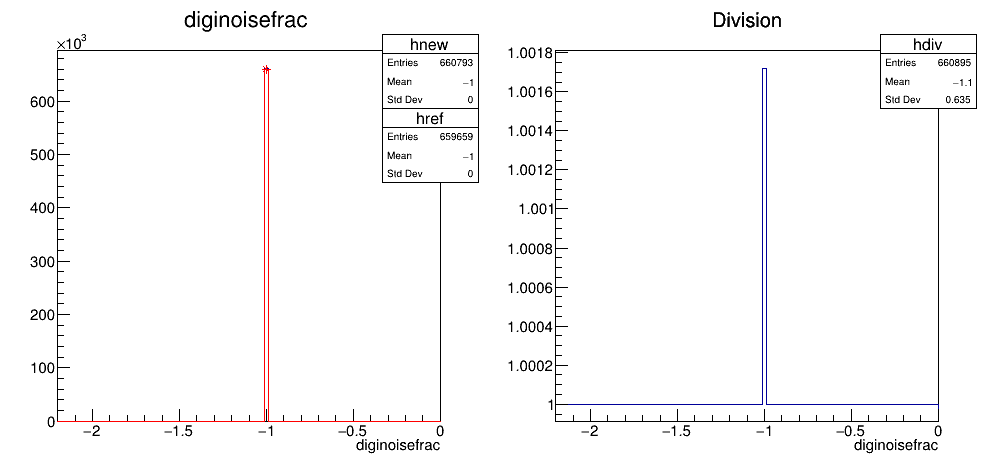 diginoisefrac
×10³
hnew
Entries 660793
Mean −1
Std Dev 0
href
Entries 659659
Mean −1
Std Dev 0
600
500
400
300
200
100
0
−2 −1.5 −1 −0.5 0
diginoisefrac
Division
hdiv
Entries 660895
Mean −1.1
Std Dev 0.635
1.0018
1.0016
1.0014
1.0012
1.001
1.0008
1.0006
1.0004
1.0002
1
−2 −1.5 −1 −0.5 0
diginoisefrac